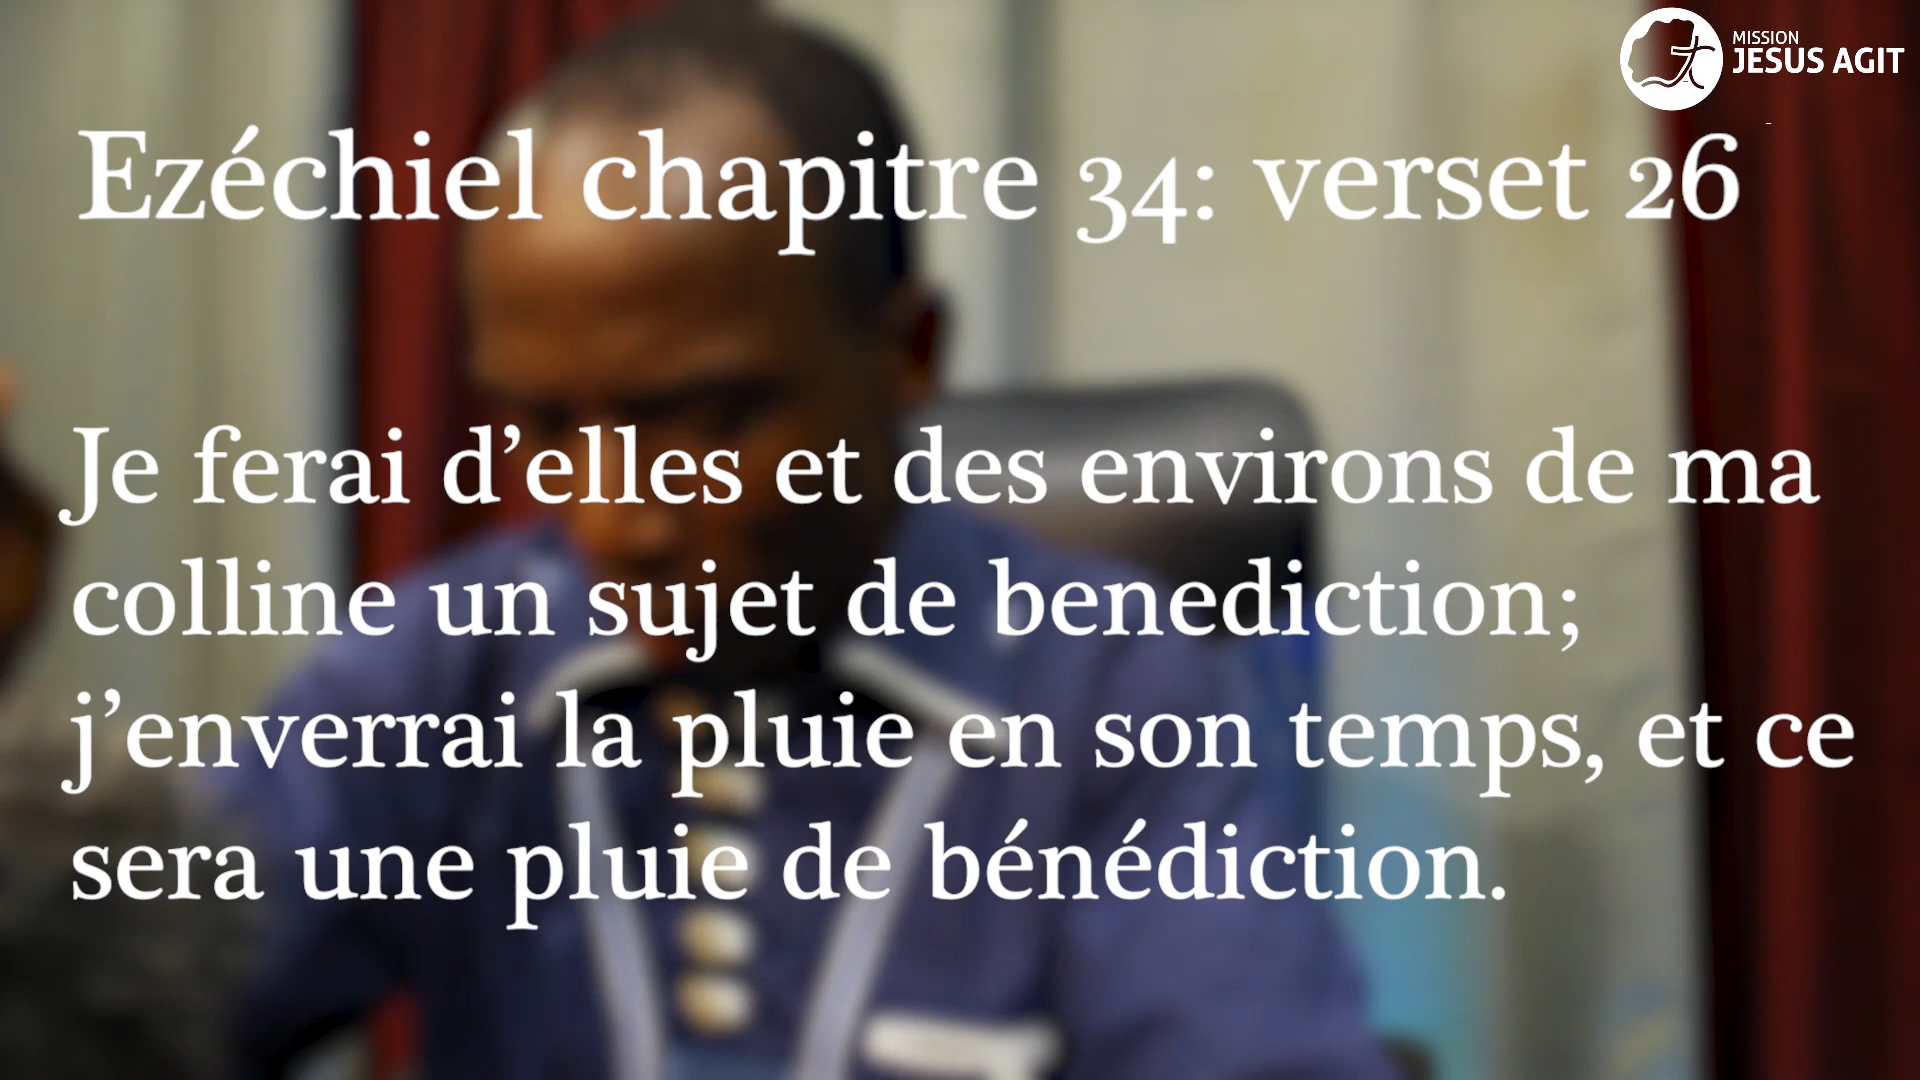 MISSION
JESUS AGIT
Ezéchiel chapitre 34: verset 26
Je ferai d’elles et des environs de ma
colline un sujet de benediction;
j’enverrai la pluie en son temps, et ce
sera une pluie de bénédiction.